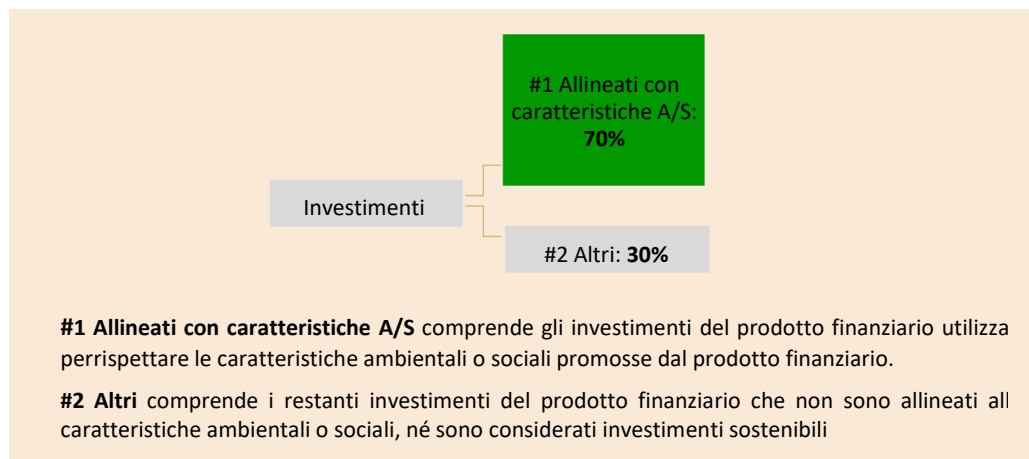 #1 Allineati con
caratteristiche A/S:
70%
Investimenti
#2 Altri: 30%
#1 Allineati con caratteristiche A/S comprende gli investimenti del prodotto finanziario utilizza
perrispettare le caratteristiche ambientali o sociali promosse dal prodotto finanziario.
#2 Altri comprende i restanti investimenti del prodotto finanziario che non sono allineati all
caratteristiche ambientali o sociali, né sono considerati investimenti sostenibili